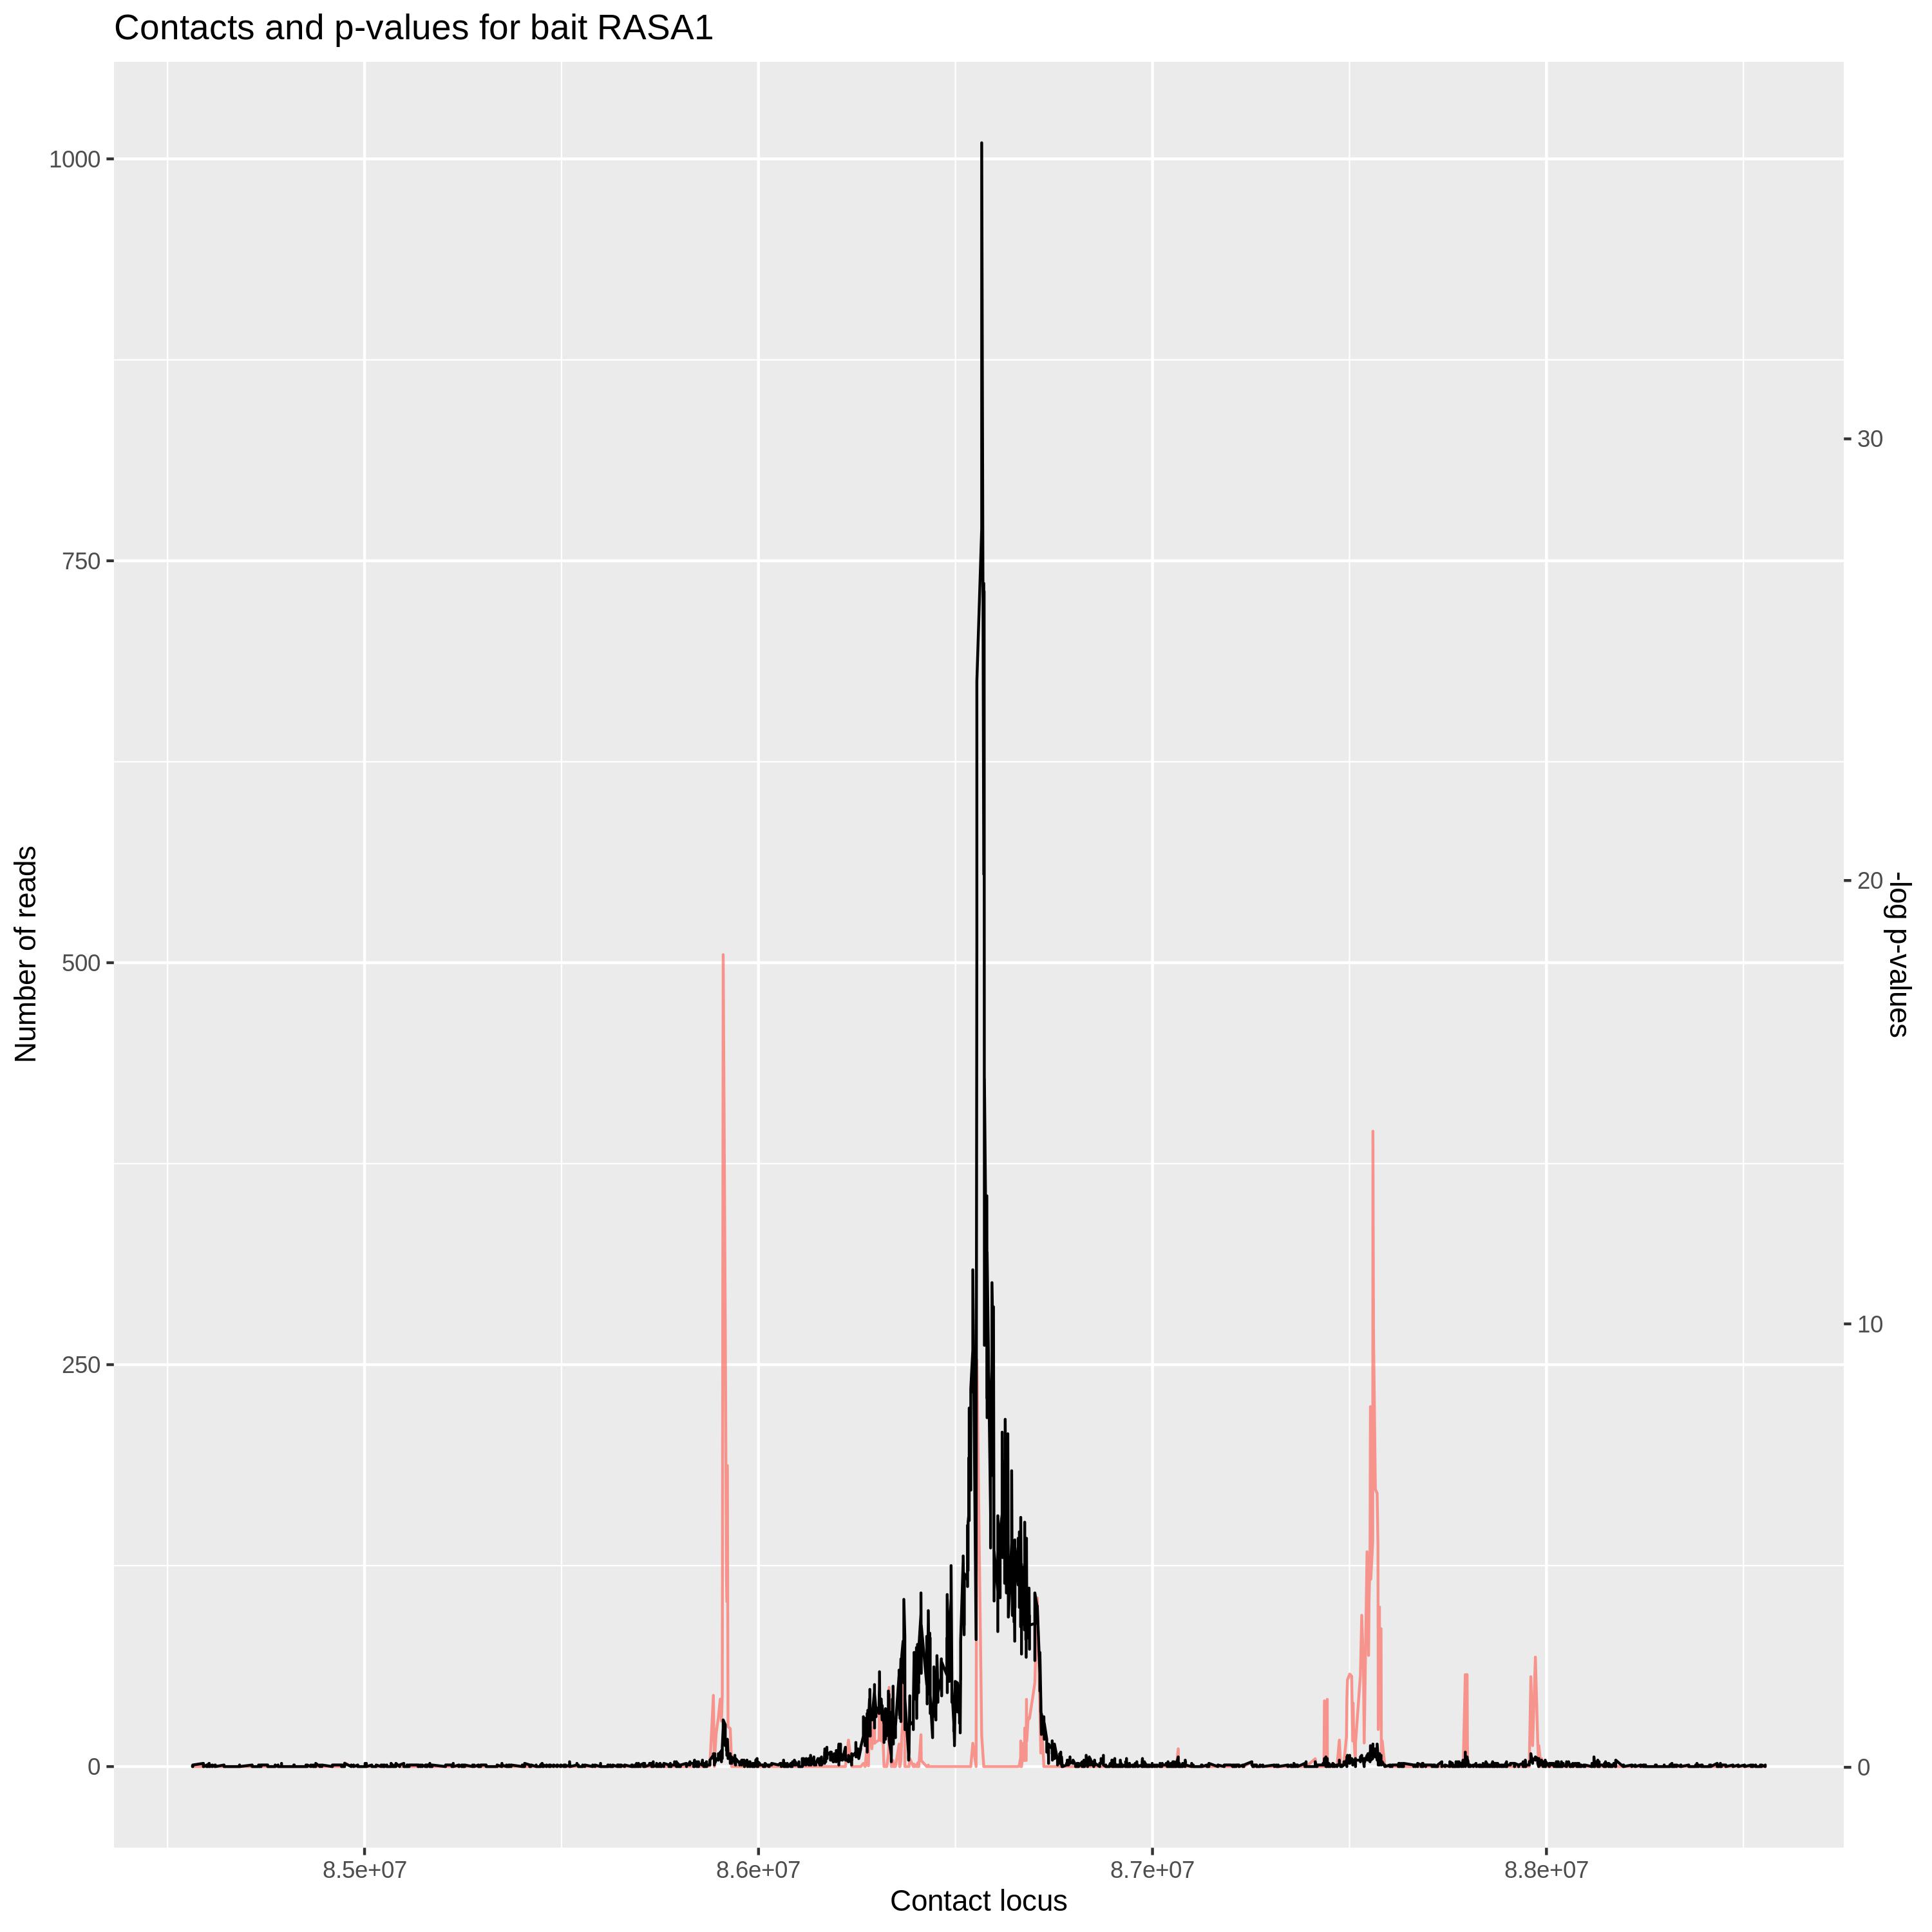 Contacts and p-values for bait RASA1
1000
750
500
250
0
Number of reads
30
20
10
0
-log p-values
8.5e+07
8.6e+07
8.7e+07
8.8e+07
Contact locus